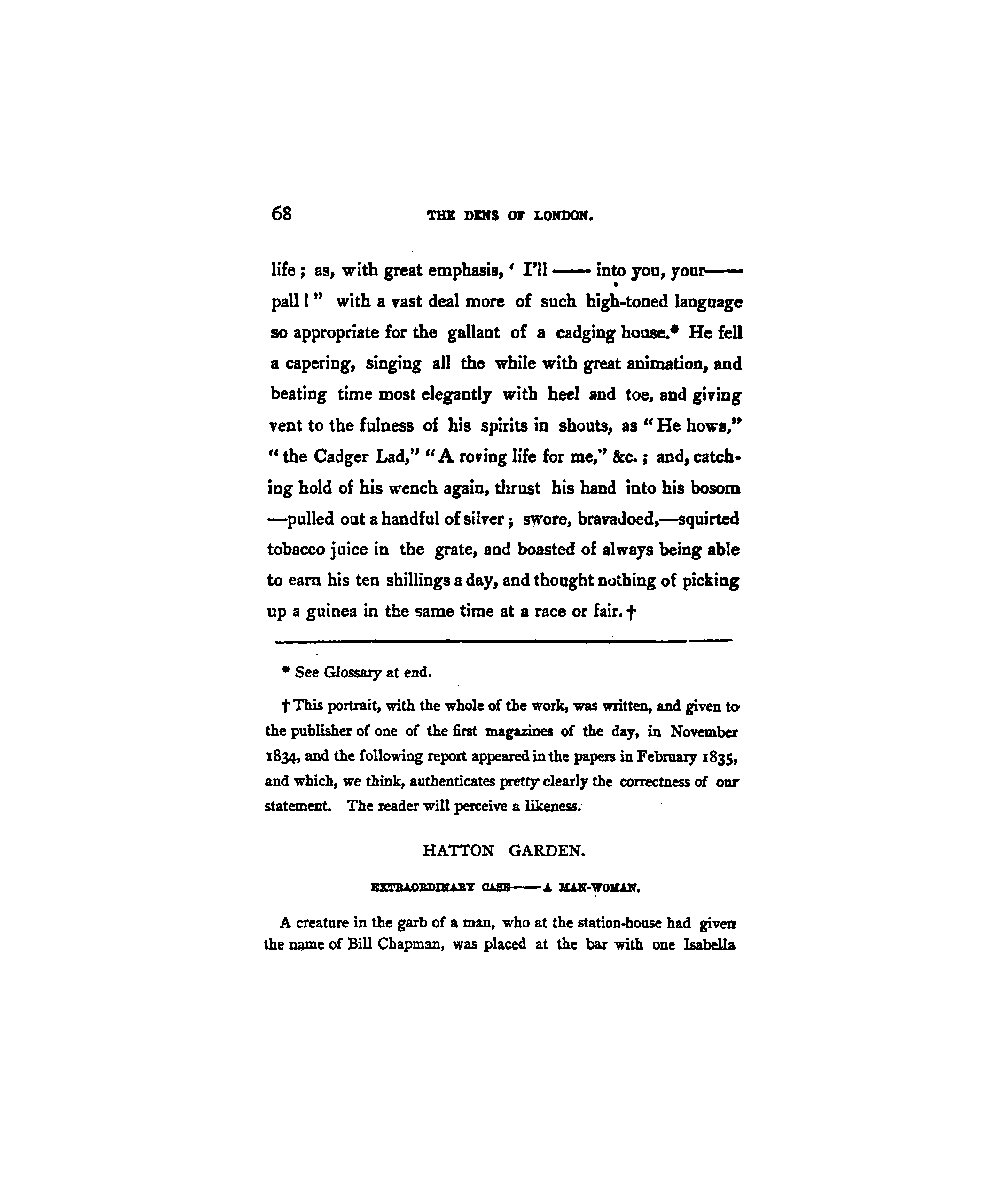 68 THE DENS OF LONDON.
life; as, with great emphasis, ‘ I'll —— into you, your——
pall!” with a vast deal more of such high-toned language
so appropriate for the gallant of a cadging house.* He fell
a capering, singing all the while with great animation, and
beating time most elegantly with heel and toe, and giving
vent to the fulness of his spirits in shouts, as “He hows,”
“the Cadger Lad,” “A roving life for me,” &c.; and, catch-
ing hold of his wench again, thrust his hand into his bosom
—pulled out a handful of silver; swore, bravadoed,—squirted
tobacco juice in the grate, and boasted of always being able
to earn his ten shillings a day, and thought nothing of picking
up a guinea in the same time at a race or fair.†
* See Glossary at end.
† This portrait, with the whole of the work, was written, and given to
the publisher of one of the first magazines of the day, in November
1834, and the following report appeared in the papers in February 1835,
and which, we think, authenticates pretty clearly the correctness of our
statement. The reader will perceive a likeness.
HATTON GARDEN.
EXTRAORDINARY CASE——A MAN-WOMAN.
A creature in the garb of a man, who at the station-house had given
the name of Bill Chapman, was placed at the bar with one Isabella